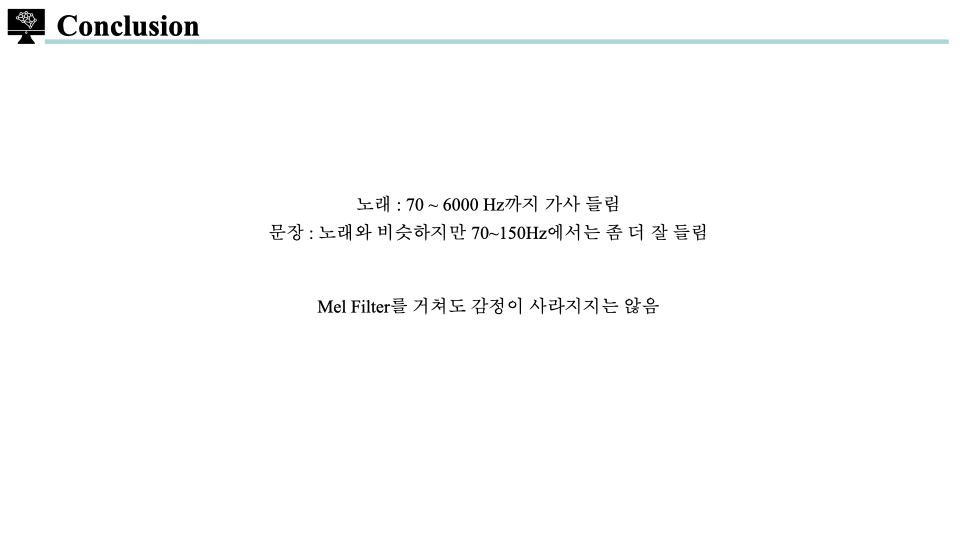 Conclusion
노래 : 70 ~ 6000 Hz까지 가사 들림
문장 : 노래와 비슷하지만 70~150Hz에서는 좀 더 잘 들림
Mel Filter를 거쳐도 감정이 사라지지는 않음